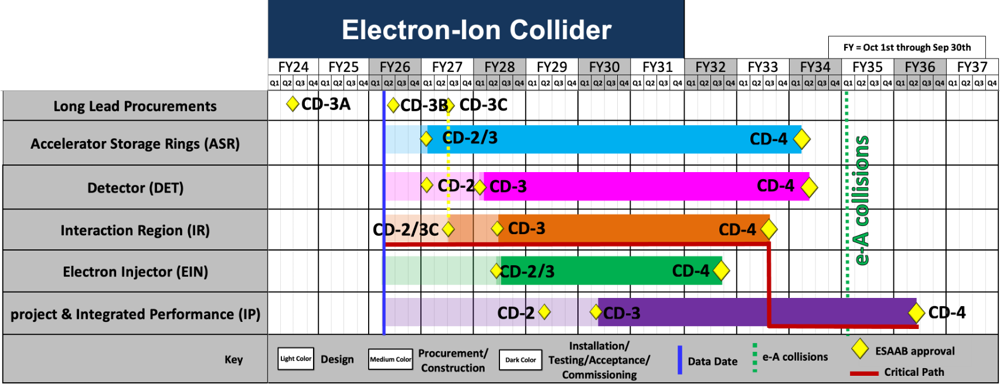 Electron-Ion Collider
FY = Oct 1st through Sep 30th
FY24 FY25 FY26 FY27 FY28 FY29 FY30 FY31 FY32 FY33 FY34 FY35 FY36 FY37
Q1 Q2 Q3 Q4 Q1 Q2 Q3 Q4 Q1 Q2 Q3 Q4 Q1 Q2 Q3 Q4 Q1 Q2 Q3 Q4 Q1 Q2 Q3 Q4 Q1 Q2 Q3 Q4 Q1 Q2 Q3 Q4 Q1 Q2 Q3 Q4 Q1 Q2 Q3 Q4 Q1 Q2 Q3 Q4 Q1 Q2 Q3 Q4 Q1 Q2 Q3 Q4 Q1 Q2 Q3 Q4
Long Lead Procurements CD-3A CD-3B CD-3C
Accelerator Storage Rings (ASR) CD-2/3 CD-4
Detector (DET) CD-2 CD-3 CD-4
Interaction Region (IR) CD-2/3C CD-3 CD-4
Electron Injector (EIN) CD-2/3 CD-4
project & Integrated Performance (IP) CD-2 CD-3 CD-4
e-A collisions
Key
Light Color Design
Medium Color Procurement/
Construction
Dark Color Installation/
Testing/Acceptance/
Commissioning
Data Date
e-A collisions
ESAAB approval
Critical Path